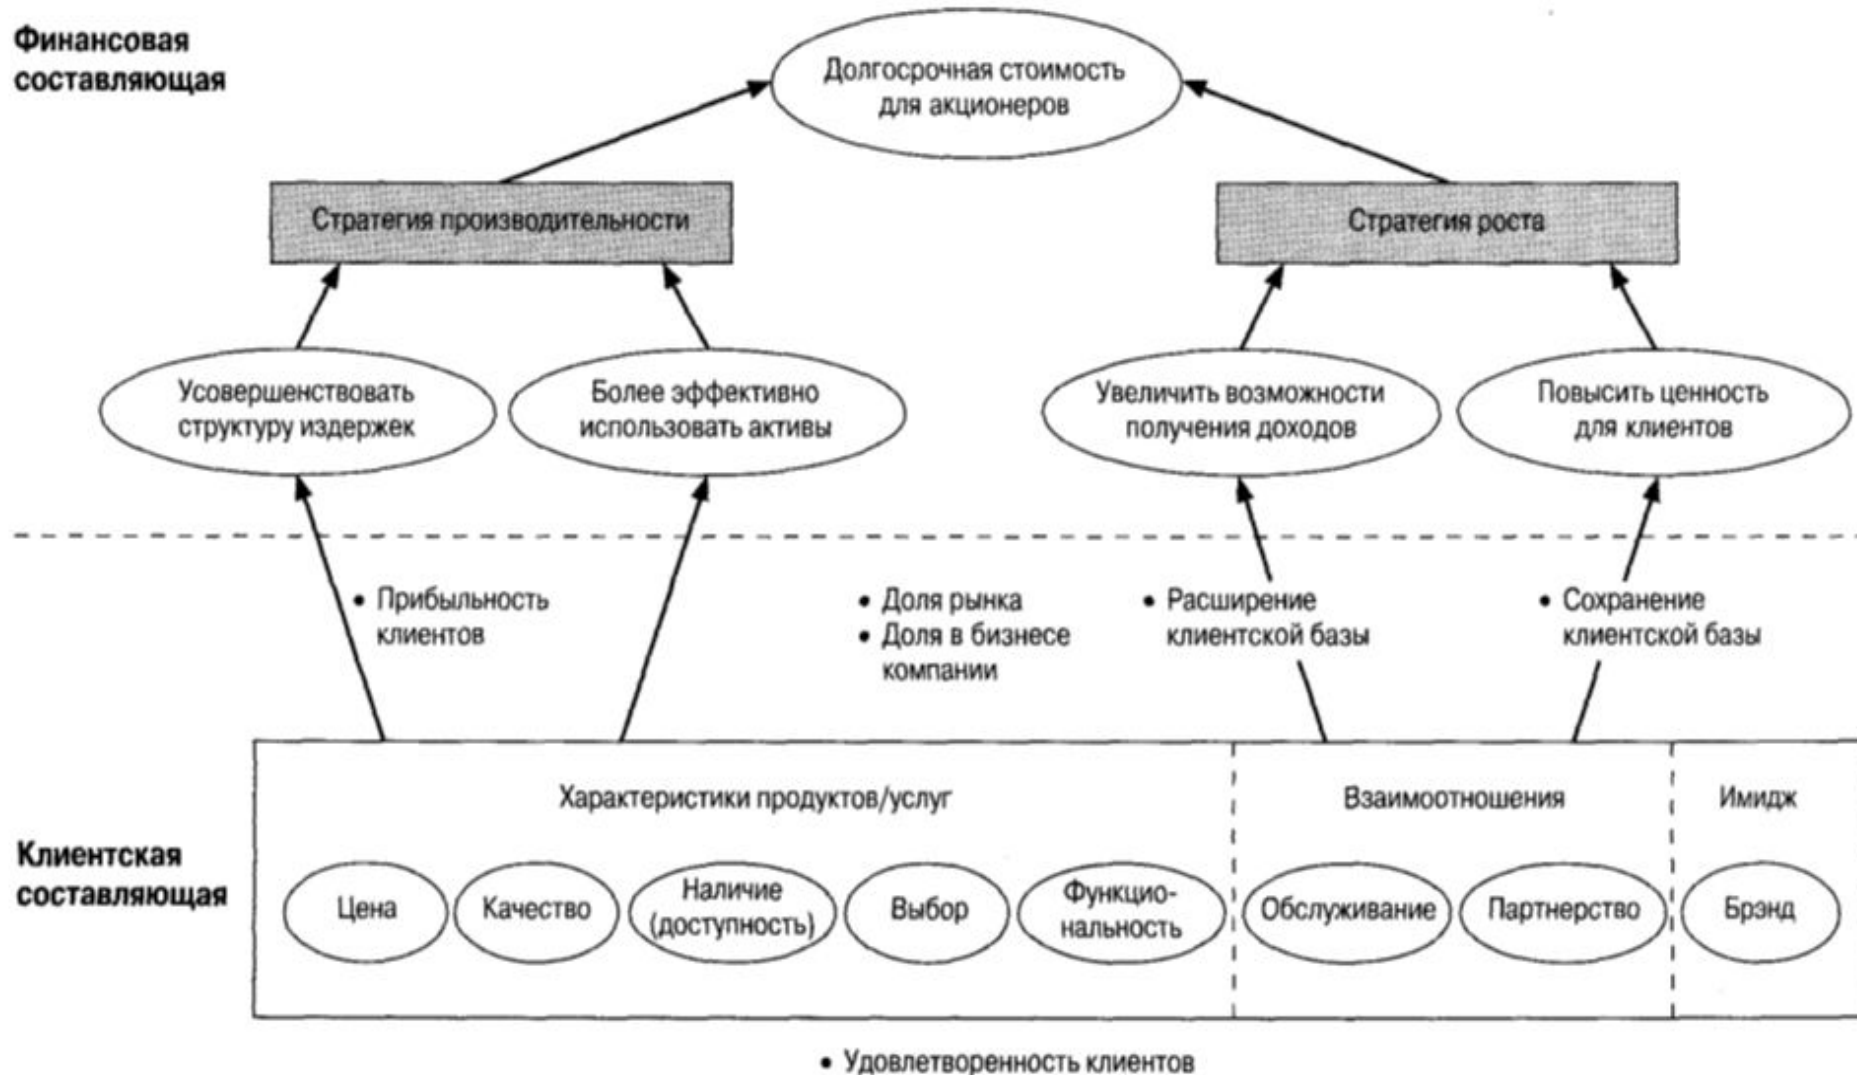 Финансовая
составляющая
Долгосрочная стоимость
для акционеров
Стратегия производительности
Стратегия роста
Усовершенствовать
структуру издержек
Более эффективно
использовать активы
Увеличить возможности
получения доходов
Повысить ценность
для клиентов
• Прибыльность
клиентов
• Доля рынка
• Доля в бизнесе
компании
• Расширение
клиентской базы
• Сохранение
клиентской базы
Клиентская
составляющая
Характеристики продуктов/услуг
Взаимоотношения
Имидж
Цена
Качество
Наличие
(доступность)
Выбор
Функцио-
нальность
Обслуживание
Партнерство
Брэнд
• Удовлетворенность клиентов